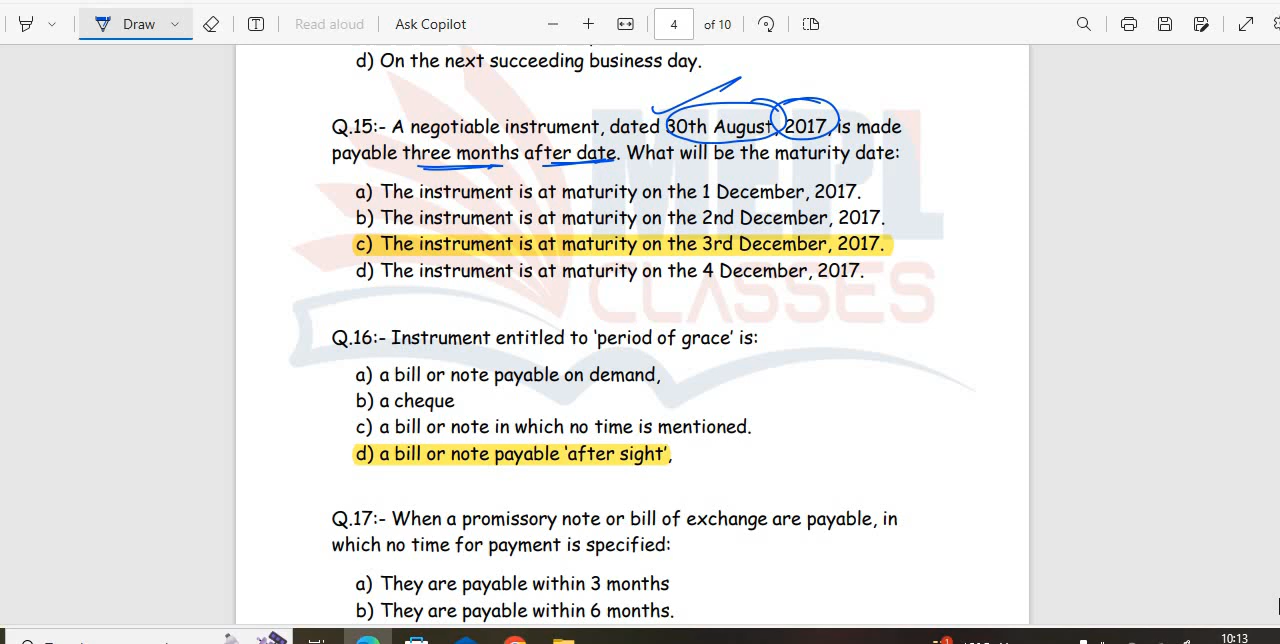 Draw
Read aloud
Ask Copilot
4 of 10
d) On the next succeeding business day.
Q.15:- A negotiable instrument, dated 30th August, 2017, is made
payable three months after date. What will be the maturity date:
a) The instrument is at maturity on the 1 December, 2017.
b) The instrument is at maturity on the 2nd December, 2017.
c) The instrument is at maturity on the 3rd December, 2017.
d) The instrument is at maturity on the 4 December, 2017.
MEPL
CLASSES
Q.16:- Instrument entitled to ‘period of grace’ is:
a) a bill or note payable on demand,
b) a cheque
c) a bill or note in which no time is mentioned.
d) a bill or note payable ‘after sight’,
Q.17:- When a promissory note or bill of exchange are payable, in
which no time for payment is specified:
a) They are payable within 3 months
b) They are payable within 6 months.
10:13